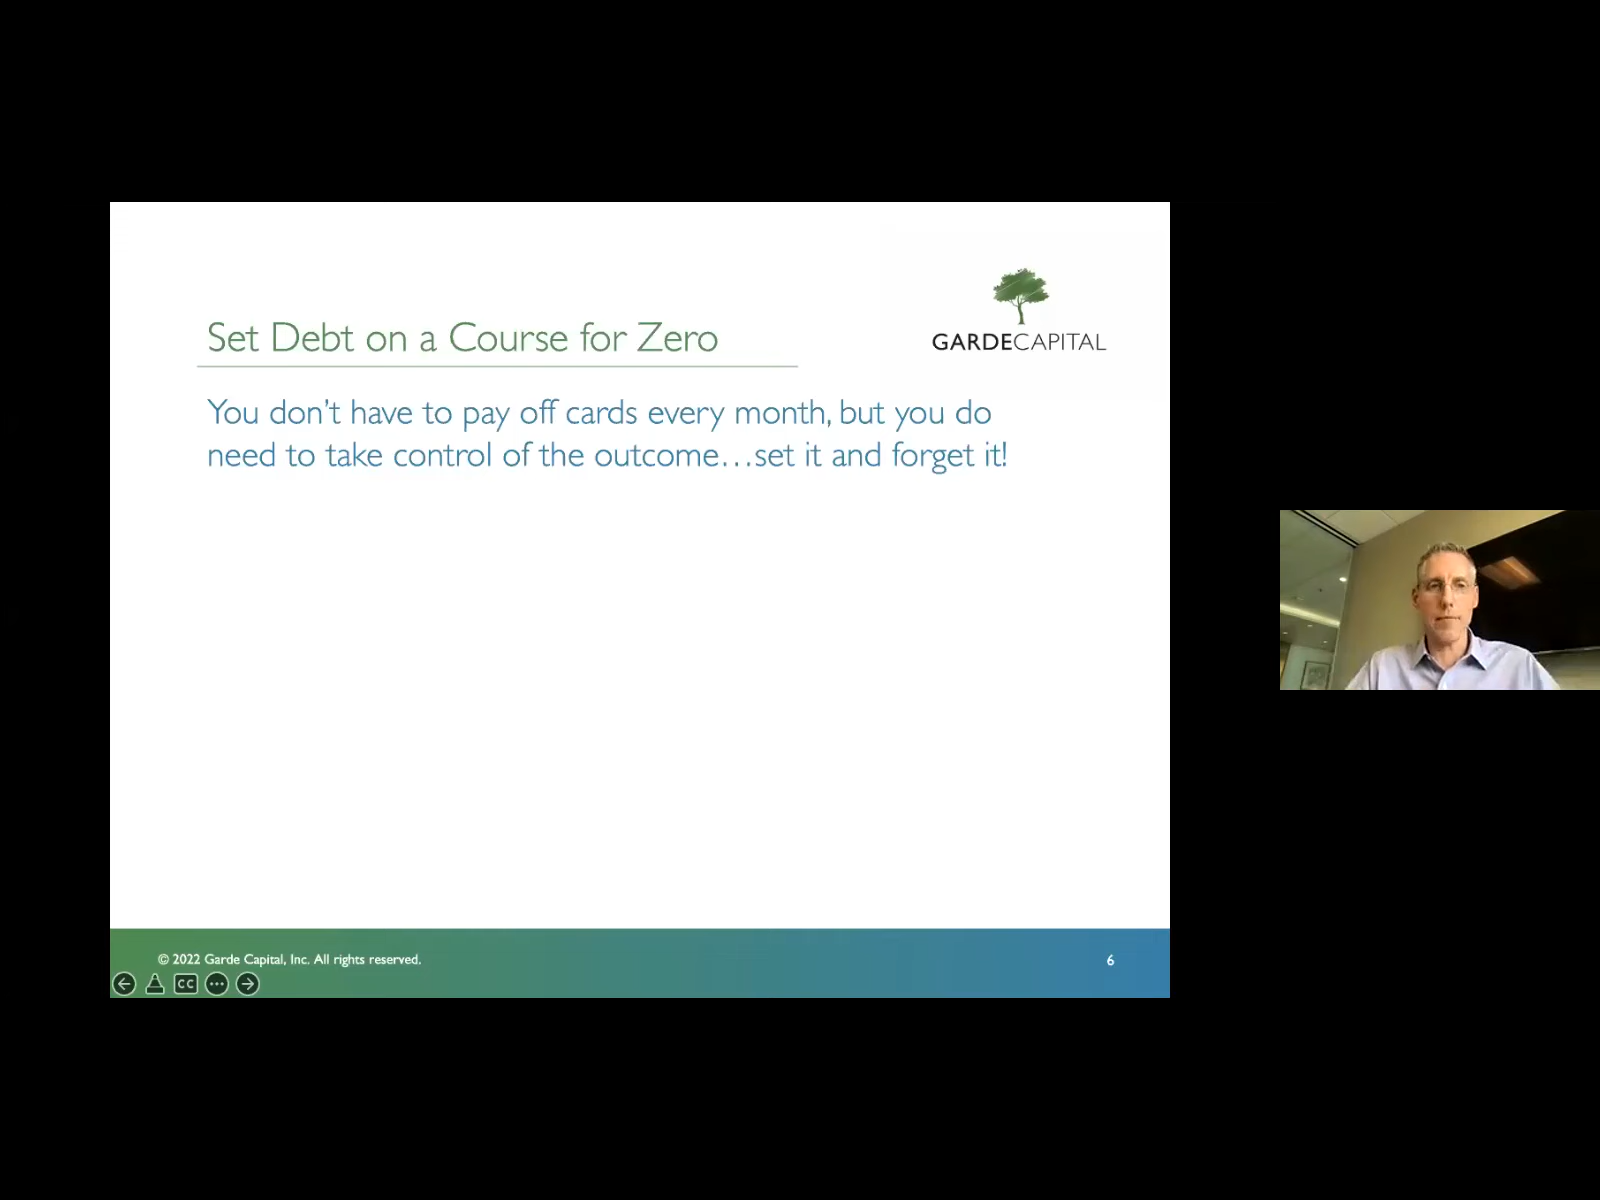 GARDECAPITAL
Set Debt on a Course for Zero
You don’t have to pay off cards every month, but you do
need to take control of the outcome…set it and forget it!
© 2022 Garde Capital, Inc. All rights reserved.
6
CC